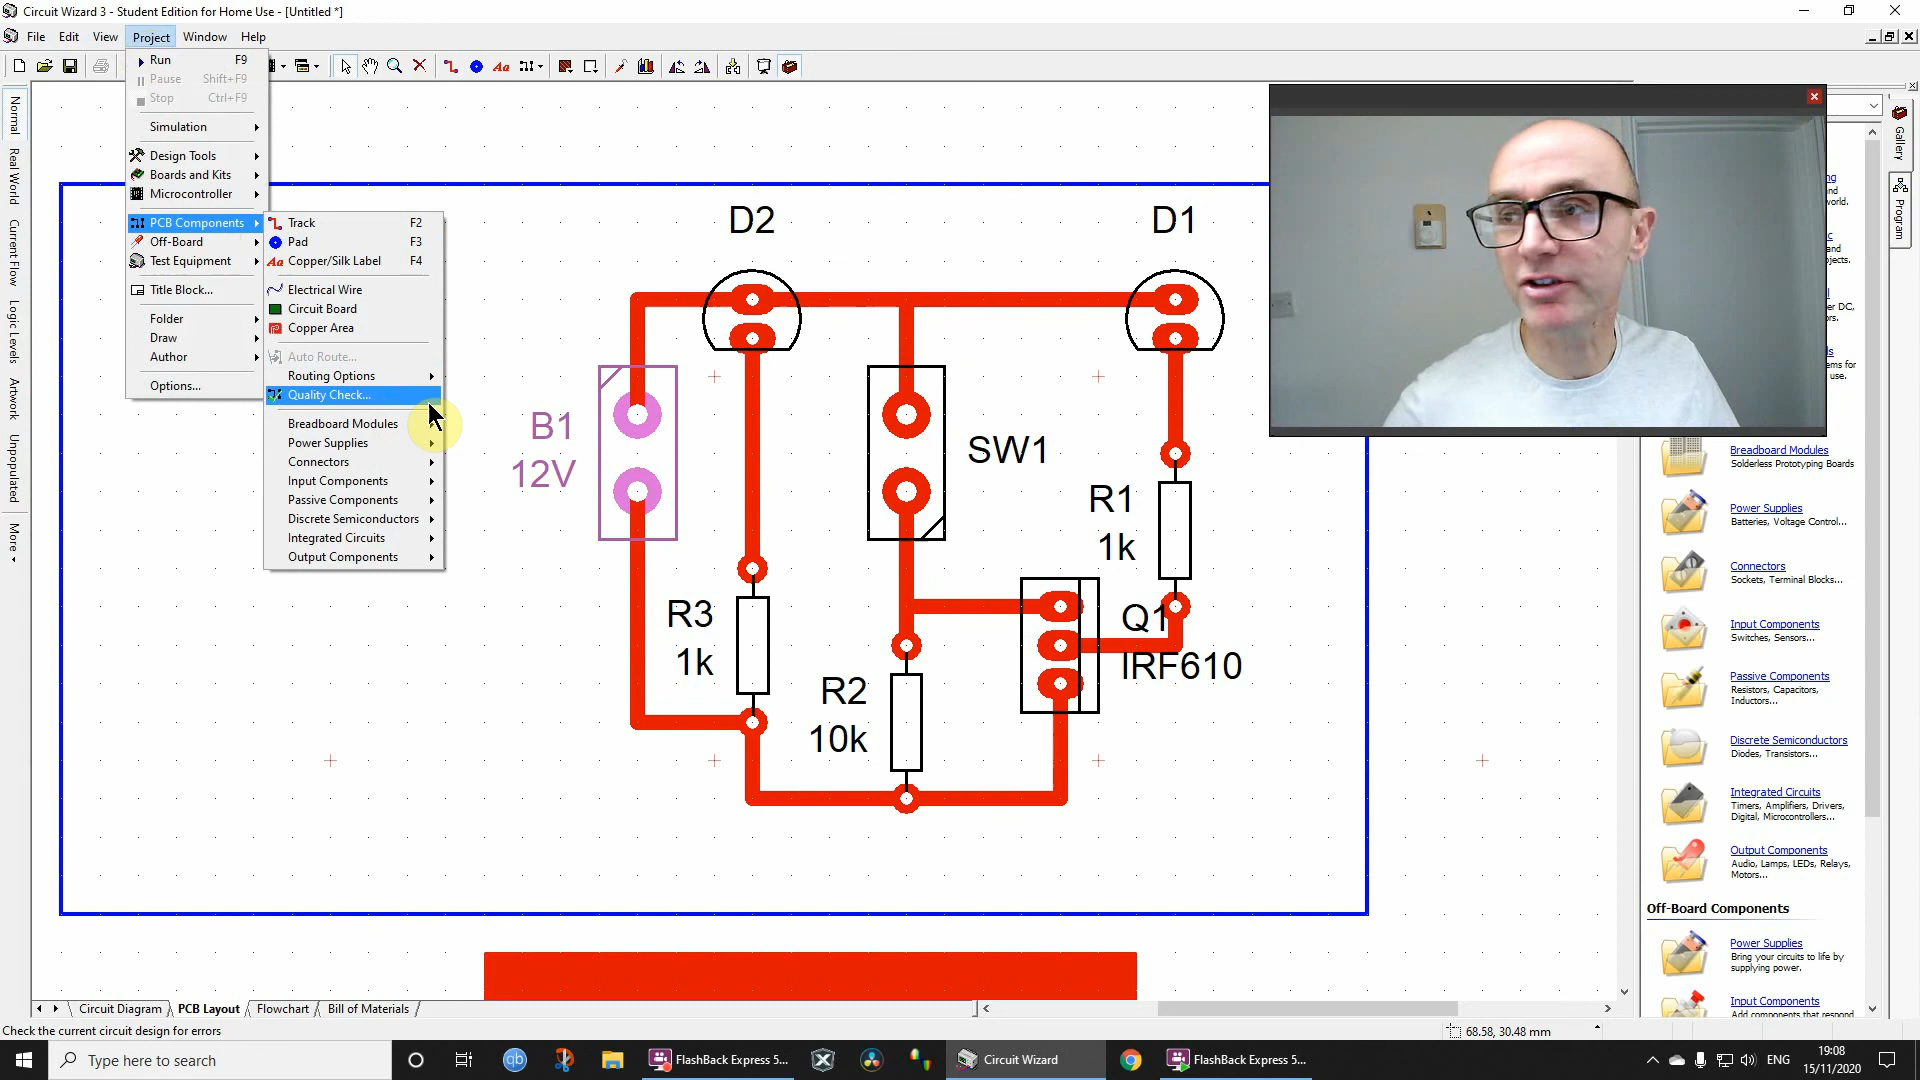 Circuit Wizard 3 - Student Edition for Home Use - [Untitled *]
File Edit View Project Window Help
Run F9
Pause Shift+F9
Stop Ctrl+F9
Simulation
Design Tools
Boards and Kits
Microcontroller
PCB Components
Off-Board
Test Equipment
Title Block...
Folder
Draw
Author
Options...
Track F2
Pad F3
Aa Copper/Silk Label F4
Electrical Wire
Circuit Board
Copper Area
Auto Route...
Routing Options
Quality Check...
Breadboard Modules
Power Supplies
Connectors
Input Components
Passive Components
Discrete Semiconductors
Integrated Circuits
Output Components
Normal
Real World
Current Flow
Logic Levels
Artwork
Unpopulated
More
D2
D1
B1
12V
SW1
R1
1k
R3
1k
R2
10k
Q1
IRF610
Gallery
Program
Breadboard Modules
Solderless Prototyping Boards
Power Supplies
Batteries, Voltage Control...
Connectors
Sockets, Terminal Blocks...
Input Components
Switches, Sensors...
Passive Components
Resistors, Capacitors,
Inductors...
Discrete Semiconductors
Diodes, Transistors...
Integrated Circuits
Timers, Amplifiers, Drivers,
Digital, Microcontrollers...
Output Components
Audio, Lamps, LEDs, Relays,
Motors...
Off-Board Components
Power Supplies
Bring your circuits to life by
supplying power.
Input Components
Add components that respond
Circuit Diagram PCB Layout Flowchart Bill of Materials
Check the current circuit design for errors
68.58, 30.48 mm
Type here to search
qb
FlashBack Express 5...
Circuit Wizard
FlashBack Express 5...
ENG
19:08
15/11/2020